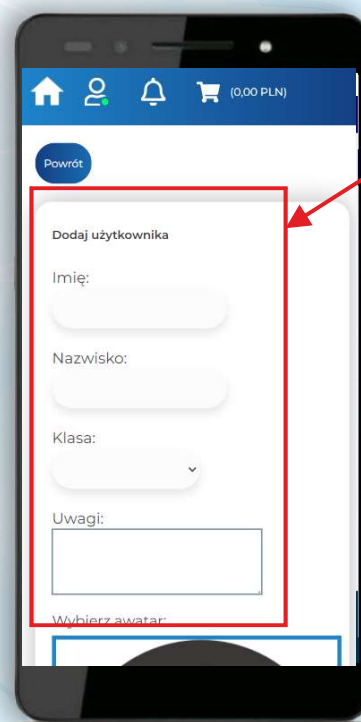 (0,00 PLN)
Powrót
Dodaj użytkownika
Imię:
Nazwisko:
Klasa:
Uwagi:
Wybierz awatar: